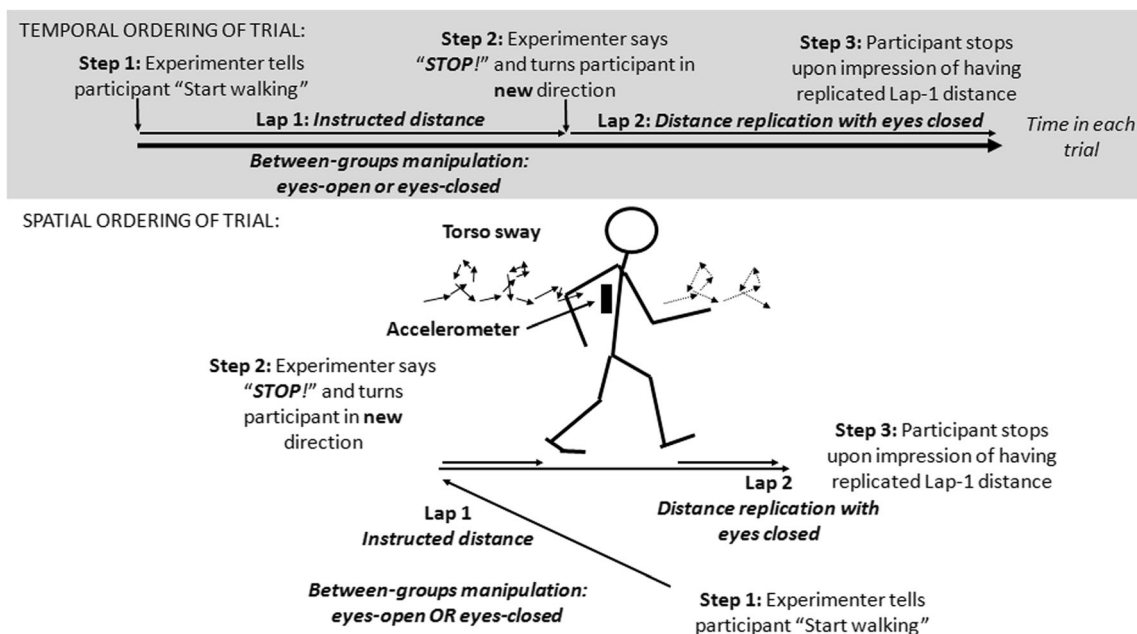 TEMPORAL ORDERING OF TRIAL:
Step 1: Experimenter tells
participant “Start walking”
Step 2: Experimenter says
“STOP!” and turns participant in
new direction
Step 3: Participant stops
upon impression of having
replicated Lap-1 distance
Lap 1: Instructed distance
Lap 2: Distance replication with eyes closed
Time in each
trial
Between-groups manipulation:
eyes-open or eyes-closed
SPATIAL ORDERING OF TRIAL:
Torso sway
Accelerometer
Step 2: Experimenter says
“STOP!” and turns
participant in new
direction
Step 3: Participant stops
upon impression of having
replicated Lap-1 distance
Lap 1
Instructed distance
Lap 2
Distance replication with
eyes closed
Between-groups manipulation:
eyes-open OR eyes-closed
Step 1: Experimenter tells
participant “Start walking”